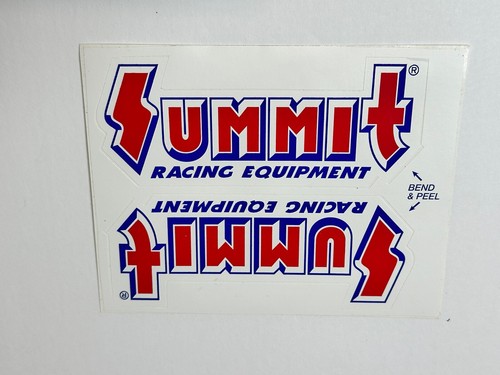 SUMMIT ®
RACING EQUIPMENT
BEND
& PEEL
RACING EQUIPMENT
SUMMIT ®